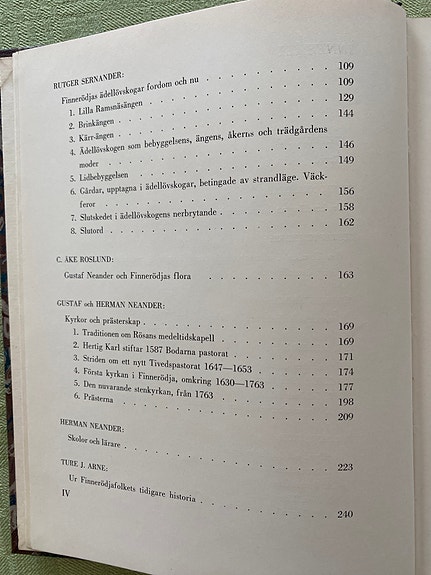 RUTGER SERNANDER:
Finnerödjas ädellövskogar fordom och nu . . . . . . . . . 109
1. Lilla Ramsnäsängen . . . . . . . . . 109
2. Brinkängen . . . . . . . . . 129
3. Kärr-ängen . . . . . . . . . 144
4. Ädellövskogen som bebyggelsens, ängens, åkerns och trädgårdens
moder . . . . . . . . . 146
5. Lidbebyggelsen . . . . . . . . . 149
6. Gårdar, upptagna i ädellövskogar, betingade av strandläge. Väck-
feror . . . . . . . . . 156
7. Slutskedet i ädellövskogens nerbrytande . . . . . . . . . 158
8. Slutord . . . . . . . . . 162
C. ÅKE ROSLUND:
Gustaf Neander och Finnerödjas flora . . . . . . . . . 163
GUSTAF och HERMAN NEANDER:
Kyrkor och prästerskap . . . . . . . . . 169
1. Traditionen om Rösans medeltidskapell . . . . . . . . . 169
2. Hertig Karl stiftar 1587 Bodarna pastorat . . . . . . . . . 171
3. Striden om ett nytt Tivedspastorat 1647—1653 . . . . . . . . . 174
4. Första kyrkan i Finnerödja, omkring 1630—1763 . . . . . . . . . 177
5. Den nuvarande stenkyrkan, från 1763 . . . . . . . . . 198
6. Prästerna . . . . . . . . . 209
HERMAN NEANDER:
Skolor och lärare . . . . . . . . . 223
TURE J. ARNE:
Ur Finnerödjafolkets tidigare historia . . . . . . . . . 240
IV